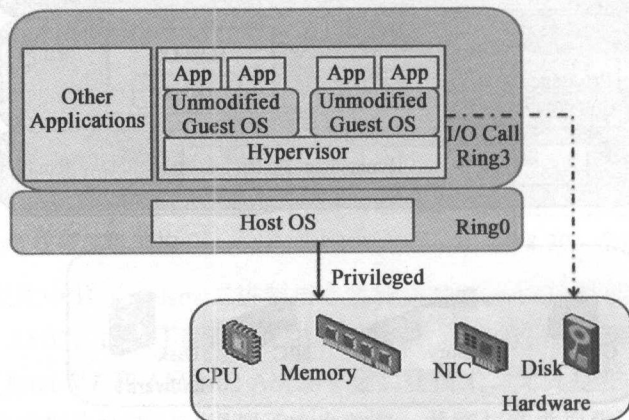 App App App App
Other Applications
Unmodified Guest OS
Unmodified Guest OS
Hypervisor
I/O Call
Ring3
Host OS
Ring0
Privileged
CPU
Memory
NIC
Disk
Hardware